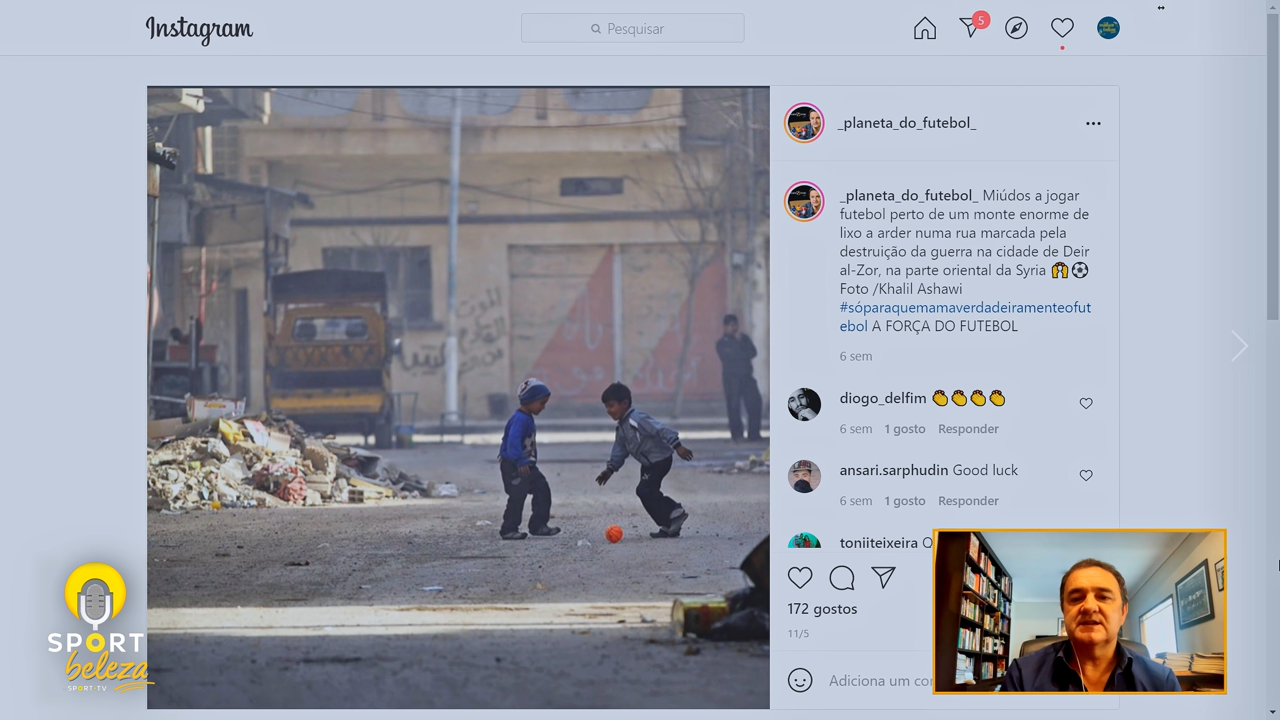 Instagram
Pesquisar
5
_planeta_do_futebol_
_planeta_do_futebol_ Miúdos a jogar
futebol perto de um monte enorme de
lixo a arder numa rua marcada pela
destruição da guerra na cidade de Deir
al-Zor, na parte oriental da Syria 🙌⚽
Foto /Khalil Ashawi
#sóparaquemamaverdadeiramenteofut
ebol A FORÇA DO FUTEBOL
6 sem
diogo_delfim 👏👏👏👏
6 sem 1 gosto Responder
ansari.sarphudin Good luck
6 sem 1 gosto Responder
toniiteixeira
172 gostos
11/5
Adiciona um
SPORT
beleza
SPORT·TV